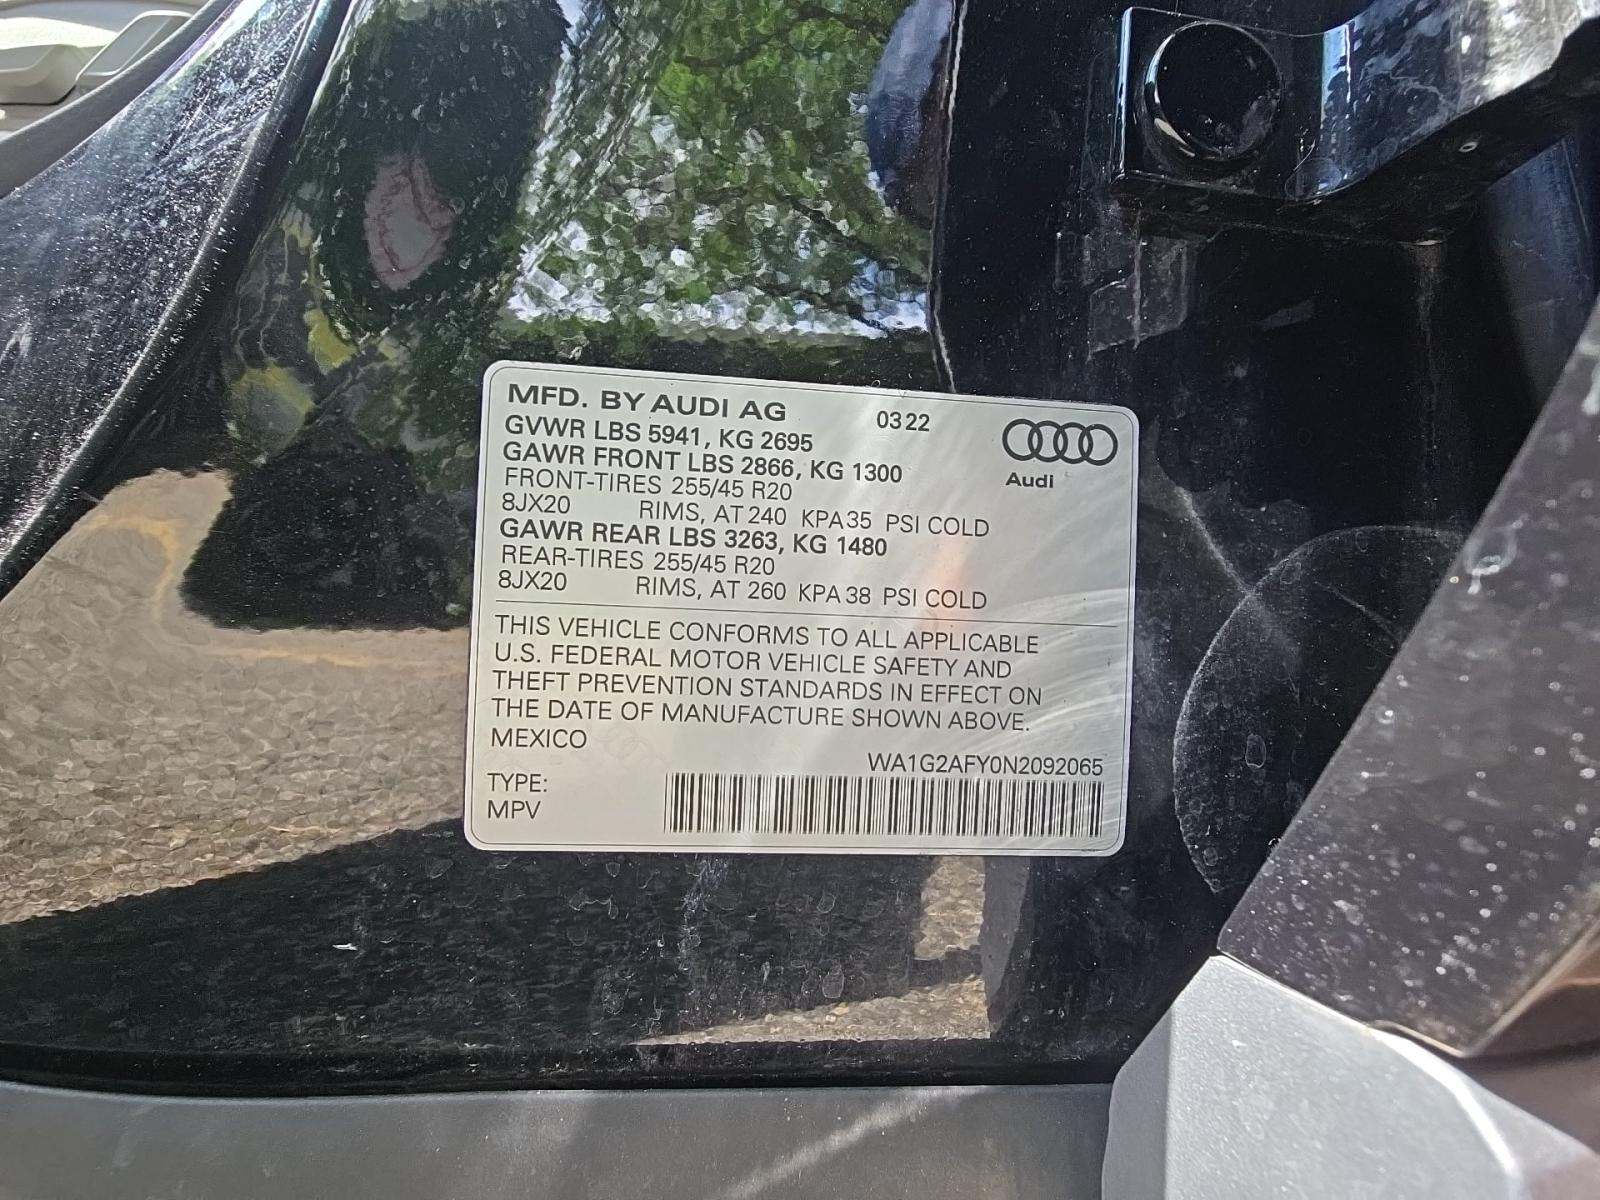 MFD. BY AUDI AG 03 22
GVWR LBS 5941, KG 2695
GAWR FRONT LBS 2866, KG 1300
Audi
FRONT-TIRES 255/45 R20
8JX20 RIMS, AT 240 KPA 35 PSI COLD
GAWR REAR LBS 3263, KG 1480
REAR-TIRES 255/45 R20
8JX20 RIMS, AT 260 KPA 38 PSI COLD
THIS VEHICLE CONFORMS TO ALL APPLICABLE
U.S. FEDERAL MOTOR VEHICLE SAFETY AND
THEFT PREVENTION STANDARDS IN EFFECT ON
THE DATE OF MANUFACTURE SHOWN ABOVE.
MEXICO
WA1G2AFY0N2092065
TYPE:
MPV